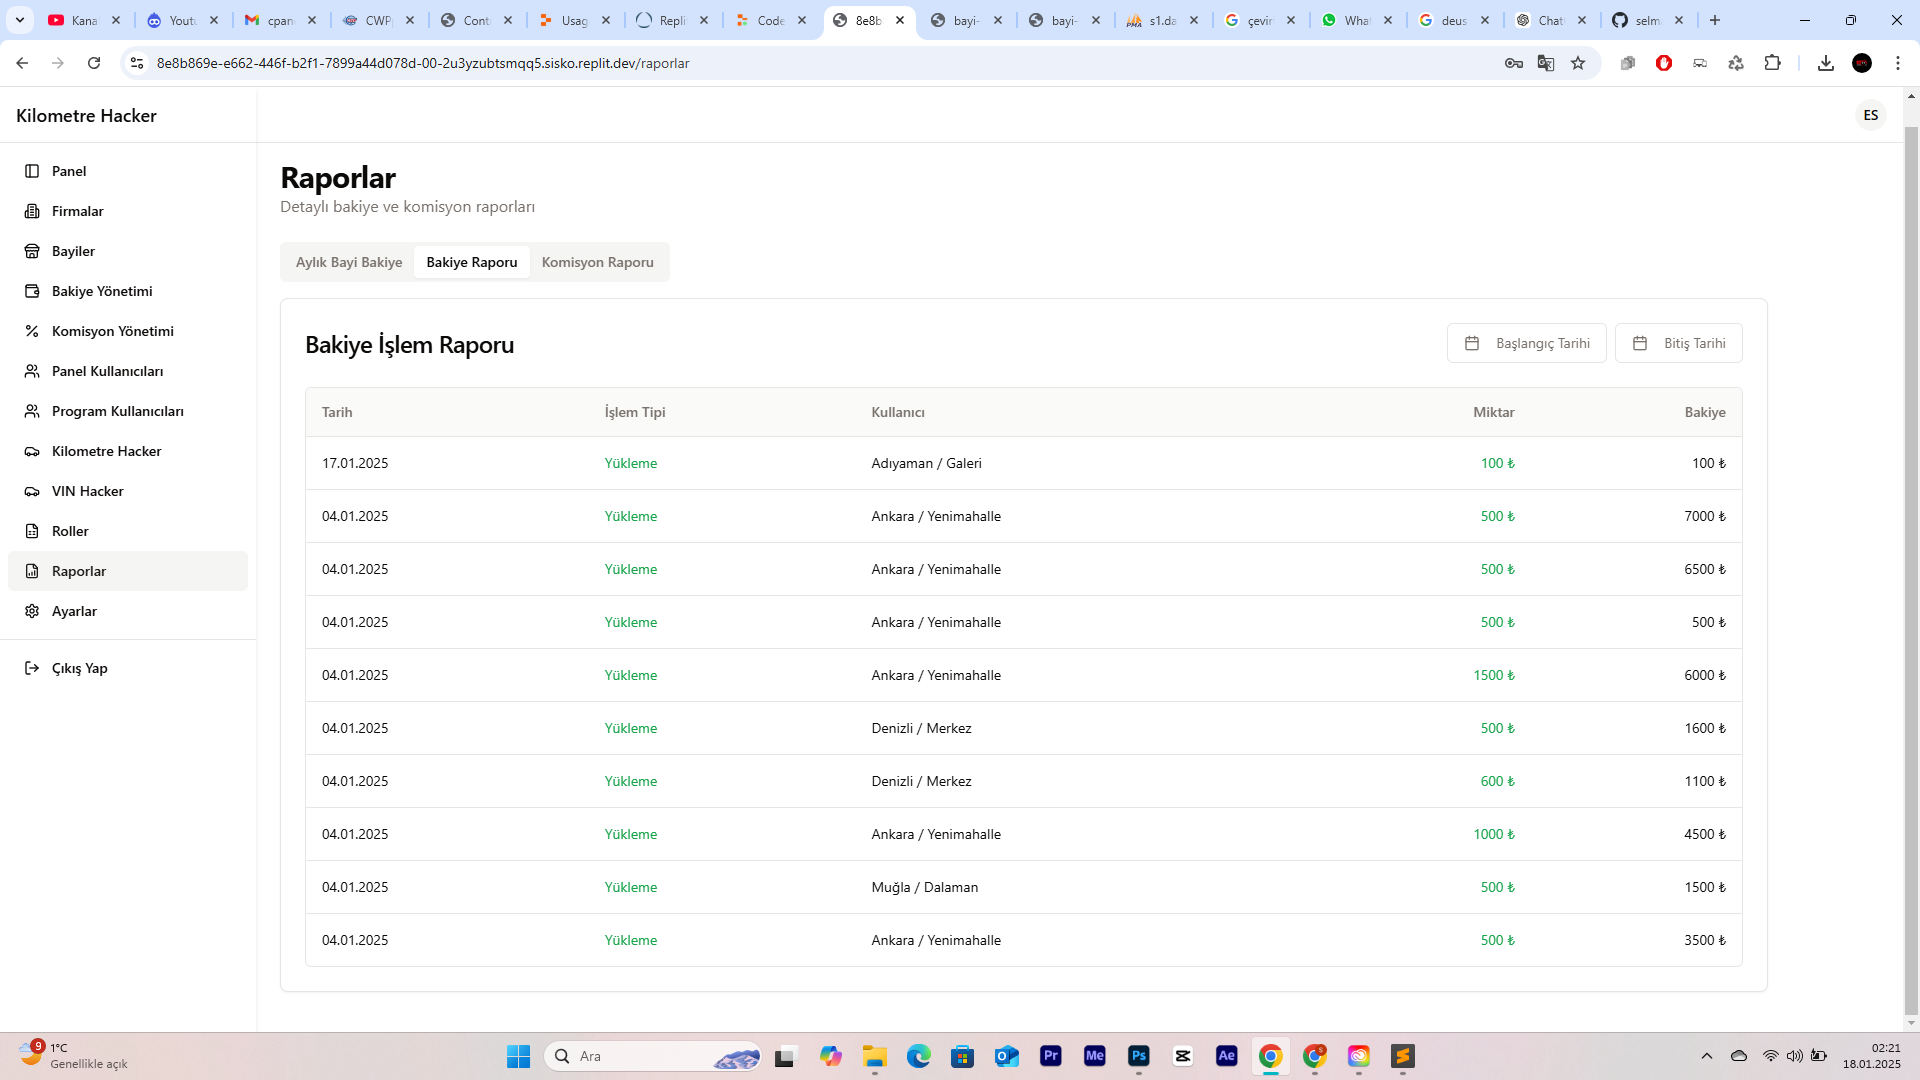 Kana
Youtu
cpan
CWP
Cont
Usag
Repli
Code
8e8b
bayi-
bayi-
s1.da
çevir
What
deus
Chat
selm
8e8b869e-e662-446f-b2f1-7899a44d078d-00-2u3yzubtsmqq5.sisko.replit.dev/raporlar
Kilometre Hacker
ES
Panel
Firmalar
Bayiler
Bakiye Yönetimi
Komisyon Yönetimi
Panel Kullanıcıları
Program Kullanıcıları
Kilometre Hacker
VIN Hacker
Roller
Raporlar
Ayarlar
Çıkış Yap
Raporlar
Detaylı bakiye ve komisyon raporları
Aylık Bayi Bakiye Bakiye Raporu Komisyon Raporu
Bakiye İşlem Raporu
Başlangıç Tarihi Bitiş Tarihi
Tarih İşlem Tipi Kullanıcı Miktar Bakiye
17.01.2025 Yükleme Adıyaman / Galeri 100 ₺ 100 ₺
04.01.2025 Yükleme Ankara / Yenimahalle 500 ₺ 7000 ₺
04.01.2025 Yükleme Ankara / Yenimahalle 500 ₺ 6500 ₺
04.01.2025 Yükleme Ankara / Yenimahalle 500 ₺ 500 ₺
04.01.2025 Yükleme Ankara / Yenimahalle 1500 ₺ 6000 ₺
04.01.2025 Yükleme Denizli / Merkez 500 ₺ 1600 ₺
04.01.2025 Yükleme Denizli / Merkez 600 ₺ 1100 ₺
04.01.2025 Yükleme Ankara / Yenimahalle 1000 ₺ 4500 ₺
04.01.2025 Yükleme Muğla / Dalaman 500 ₺ 1500 ₺
04.01.2025 Yükleme Ankara / Yenimahalle 500 ₺ 3500 ₺
9
1°C
Genellikle açık
Ara
Pr
Me
Ps
Ae
02:21
18.01.2025